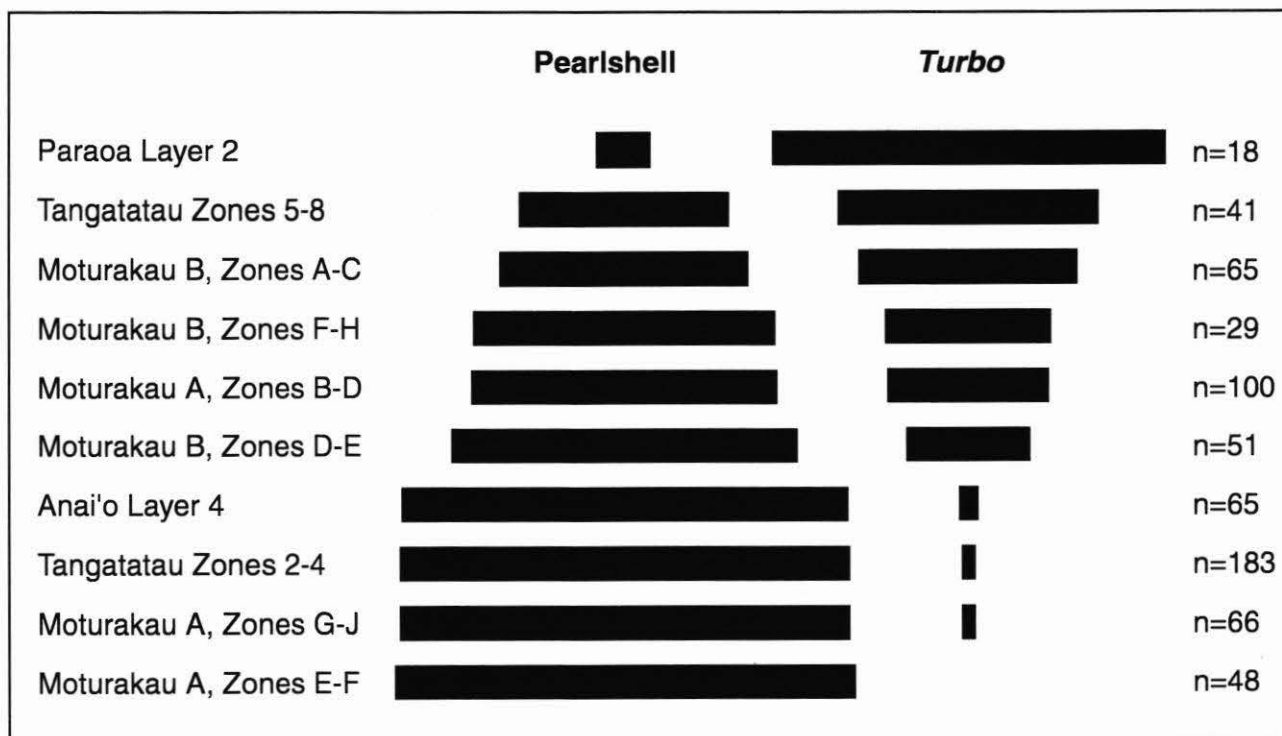 Pearlshell Turbo
Paraoa Layer 2 n=18
Tangatatau Zones 5-8 n=41
Moturakau B, Zones A-C n=65
Moturakau B, Zones F-H n=29
Moturakau A, Zones B-D n=100
Moturakau B, Zones D-E n=51
Anai'o Layer 4 n=65
Tangatatau Zones 2-4 n=183
Moturakau A, Zones G-J n=66
Moturakau A, Zones E-F n=48